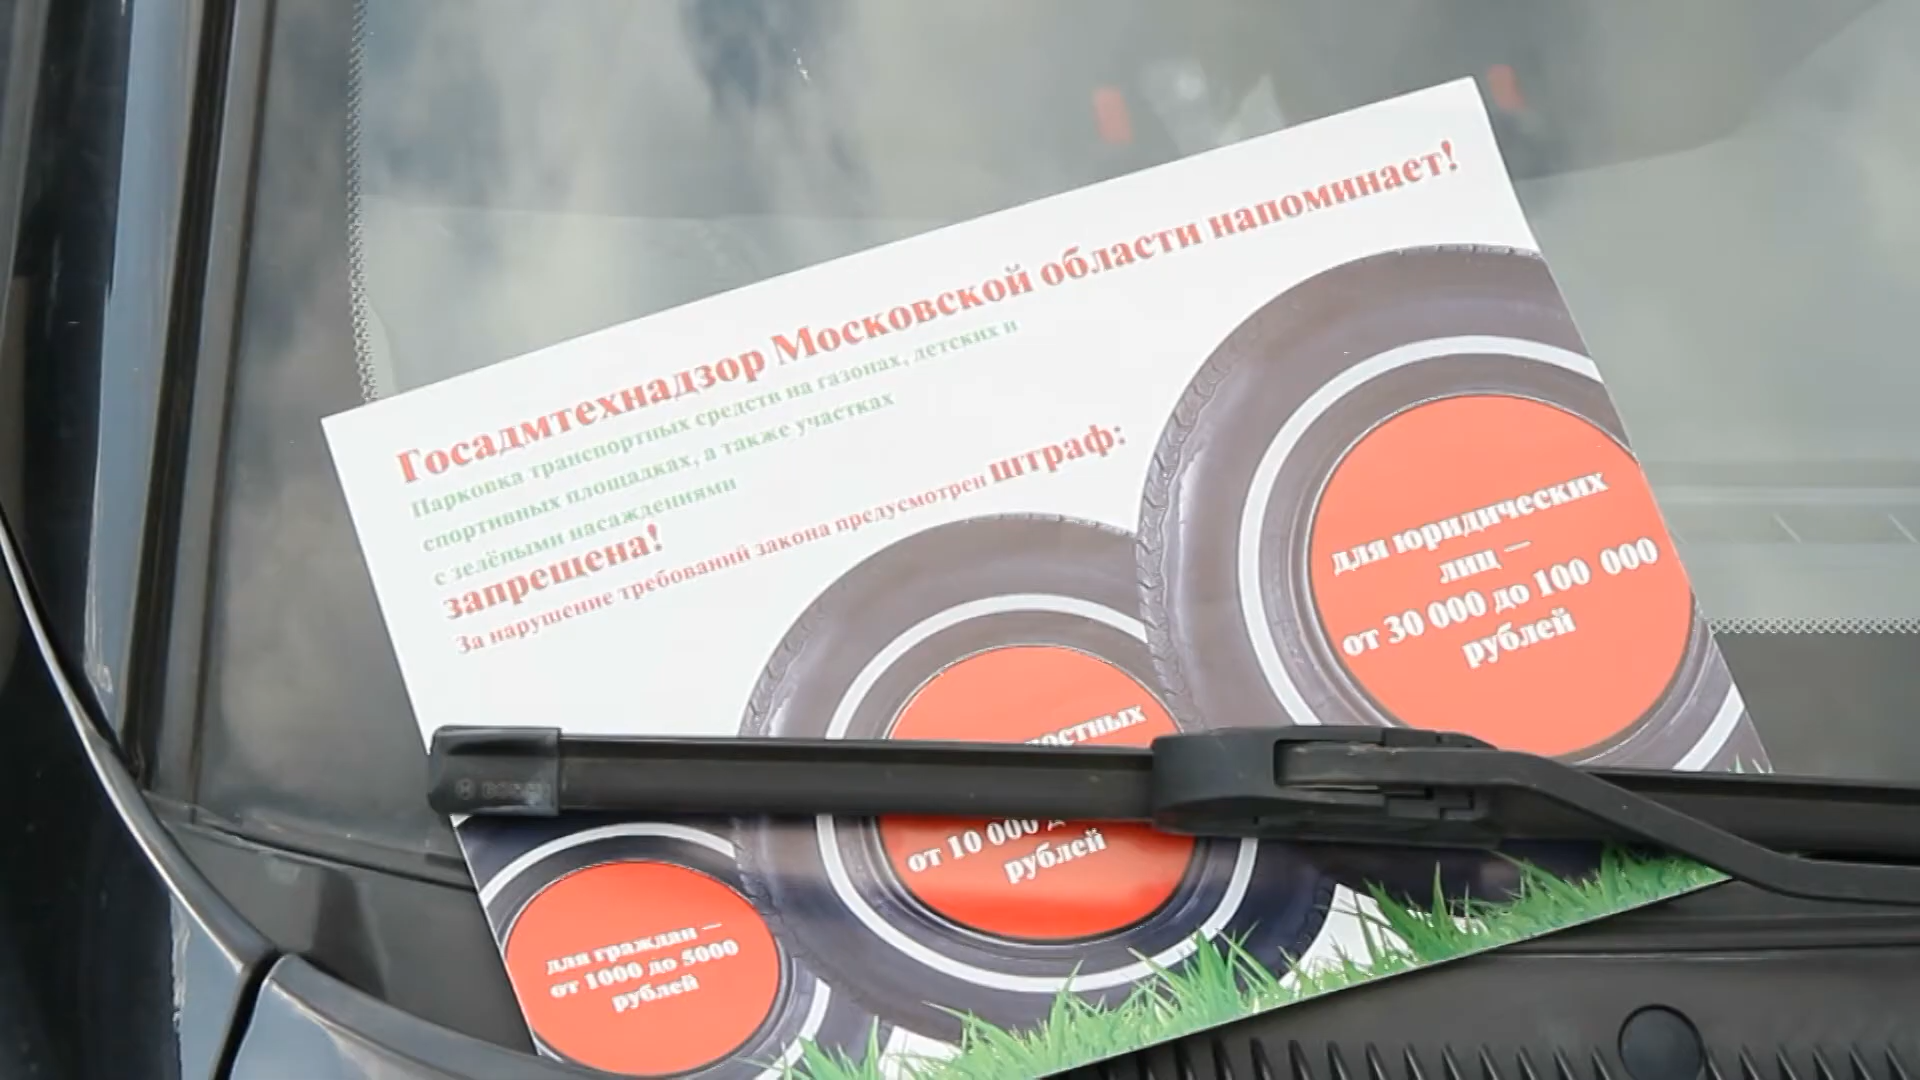 Госадмтехнадзор Московской области напоминает!
Парковка транспортных средств на газонах, детских и
спортивных площадках, а также участках
с зелёными насаждениями
запрещена!
За нарушение требований закона предусмотрен штраф:
для юридических
лиц —
от 30 000 до 100 000
рублей
от 10 000
рублей
для граждан —
от 1000 до 5000
рублей